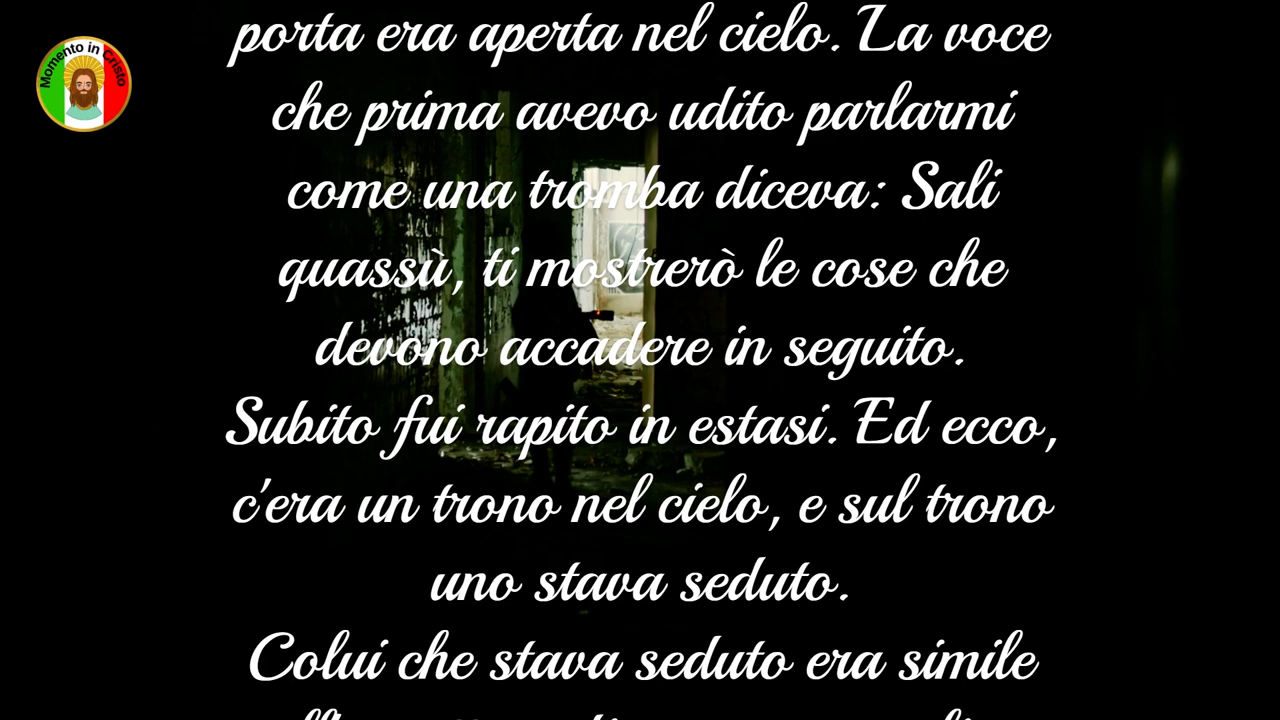 Momento in Cristo
porta era aperta nel cielo. La voce
che prima avevo udito parlarmi
come una tromba diceva: Sali
quassù, ti mostrerò le cose che
devono accadere in seguito.
Subito fui rapito in estasi. Ed ecco,
c'era un trono nel cielo, e sul trono
uno stava seduto.
Colui che stava seduto era simile